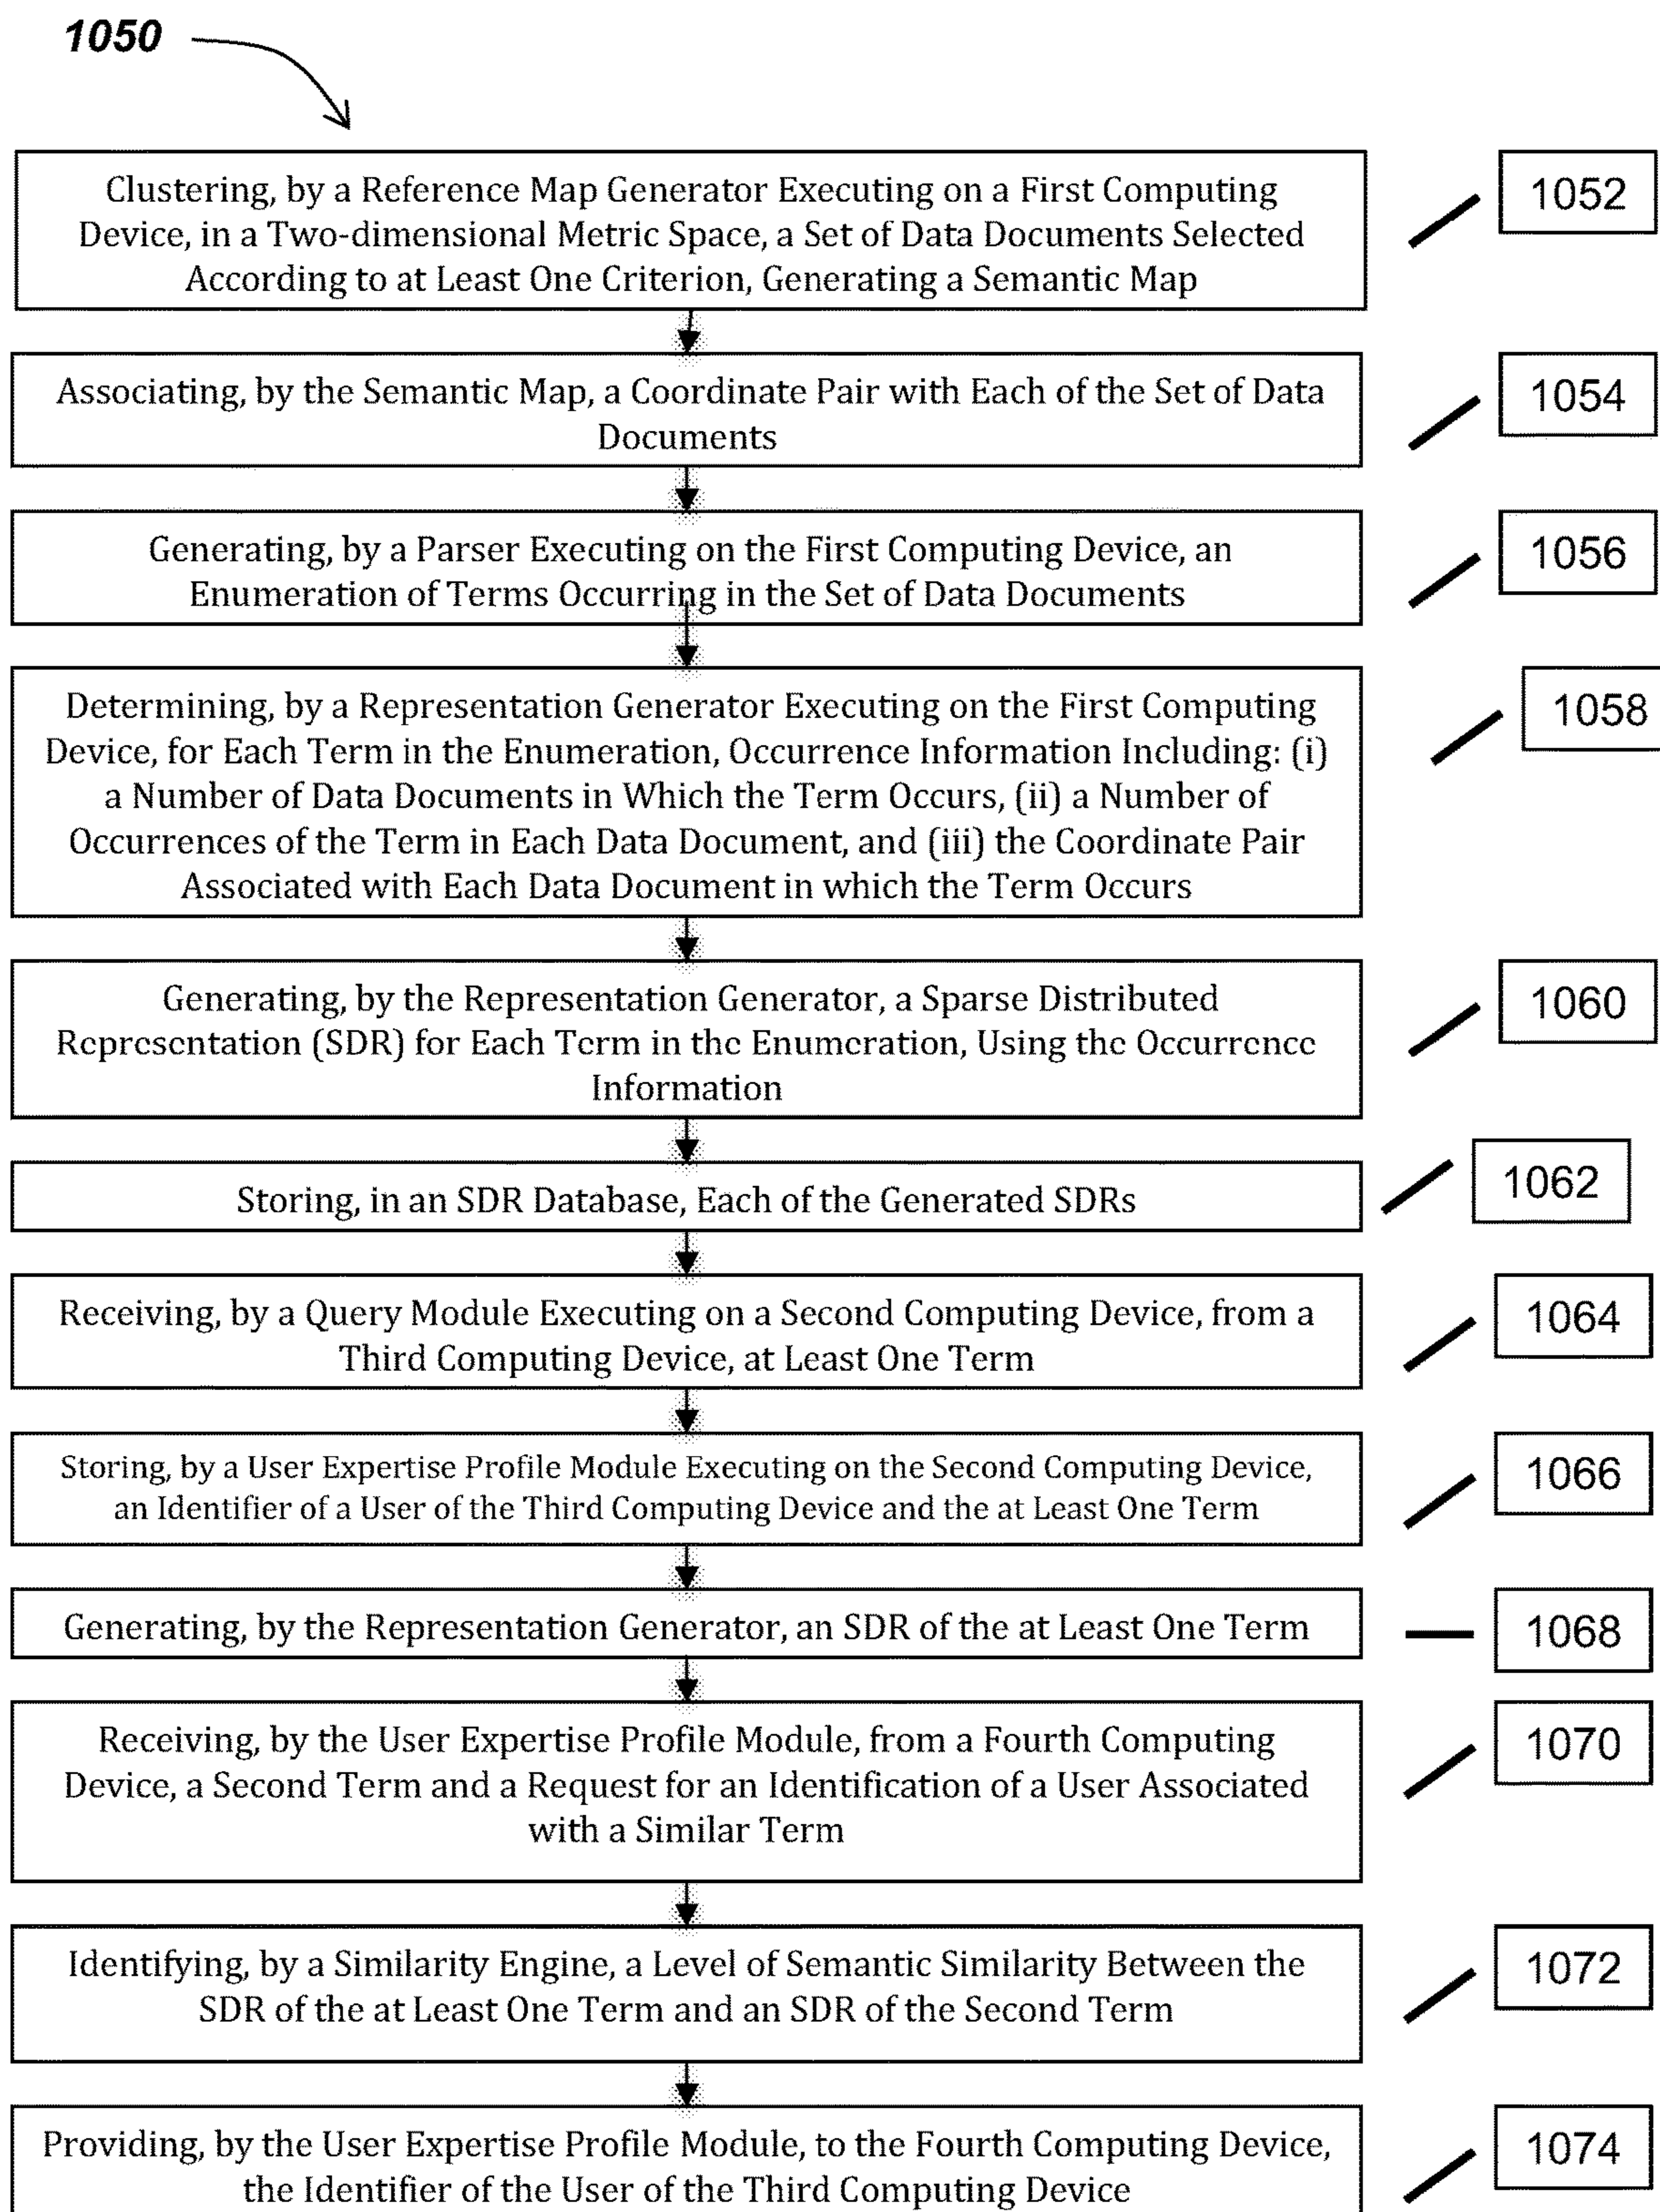 1050
Clustering, by a Reference Map Generator Executing on a First Computing
Device, in a Two-dimensional Metric Space, a Set of Data Documents Selected
According to at Least One Criterion, Generating a Semantic Map
1052
Associating, by the Semantic Map, a Coordinate Pair with Each of the Set of Data
Documents
1054
Generating, by a Parser Executing on the First Computing Device, an
Enumeration of Terms Occurring in the Set of Data Documents
1056
Determining, by a Representation Generator Executing on the First Computing
Device, for Each Term in the Enumeration, Occurrence Information Including: (i)
a Number of Data Documents in Which the Term Occurs, (ii) a Number of
Occurrences of the Term in Each Data Document, and (iii) the Coordinate Pair
Associated with Each Data Document in which the Term Occurs
1058
Generating, by the Representation Generator, a Sparse Distributed
Representation (SDR) for Each Term in the Enumeration, Using the Occurrence
Information
1060
Storing, in an SDR Database, Each of the Generated SDRs
1062
Receiving, by a Query Module Executing on a Second Computing Device, from a
Third Computing Device, at Least One Term
1064
Storing, by a User Expertise Profile Module Executing on the Second Computing Device,
an Identifier of a User of the Third Computing Device and the at Least One Term
1066
Generating, by the Representation Generator, an SDR of the at Least One Term
1068
Receiving, by the User Expertise Profile Module, from a Fourth Computing
Device, a Second Term and a Request for an Identification of a User Associated
with a Similar Term
1070
Identifying, by a Similarity Engine, a Level of Semantic Similarity Between the
SDR of the at Least One Term and an SDR of the Second Term
1072
Providing, by the User Expertise Profile Module, to the Fourth Computing Device,
the Identifier of the User of the Third Computing Device
1074